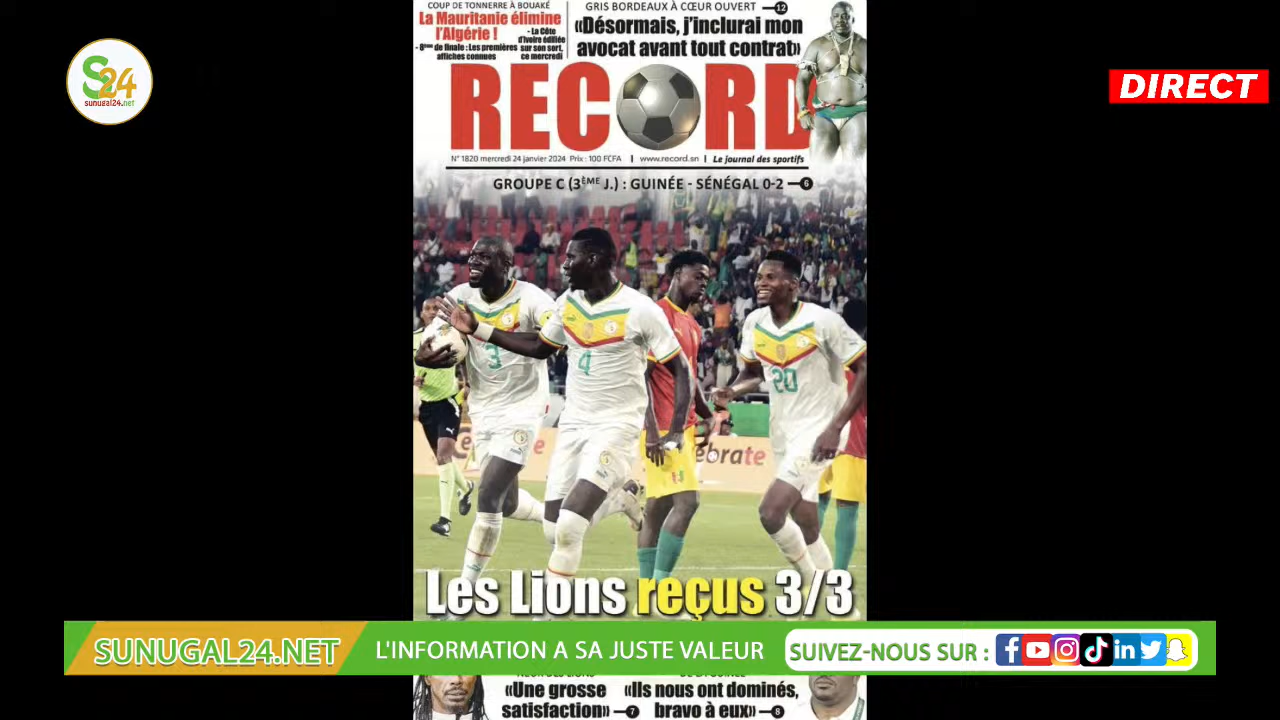 COUP DE TONNERRE À BOUAKÉ
La Mauritanie élimine
l'Algérie !
- 8ème de finale : Les premières
affiches connues
- La Côte
d'Ivoire édifiée
sur son sort,
ce mercredi
GRIS BORDEAUX À CŒUR OUVERT 12
«Désormais, j'inclurai mon
avocat avant tout contrat»
S24
sunugal24.net
DIRECT
RECORD
N° 1820 mercredi 24 janvier 2024 Prix : 100 FCFA | www.record.sn | Le journal des sportifs
GROUPE C (3ÈME J.) : GUINÉE - SÉNÉGAL 0-2 6
3
4
20
ebrate
Les Lions reçus 3/3
SUNUGAL24.NET
L'INFORMATION A SA JUSTE VALEUR
SUIVEZ-NOUS SUR :
in
«Une grosse
satisfaction» 7
«Ils nous ont dominés,
bravo à eux» 8